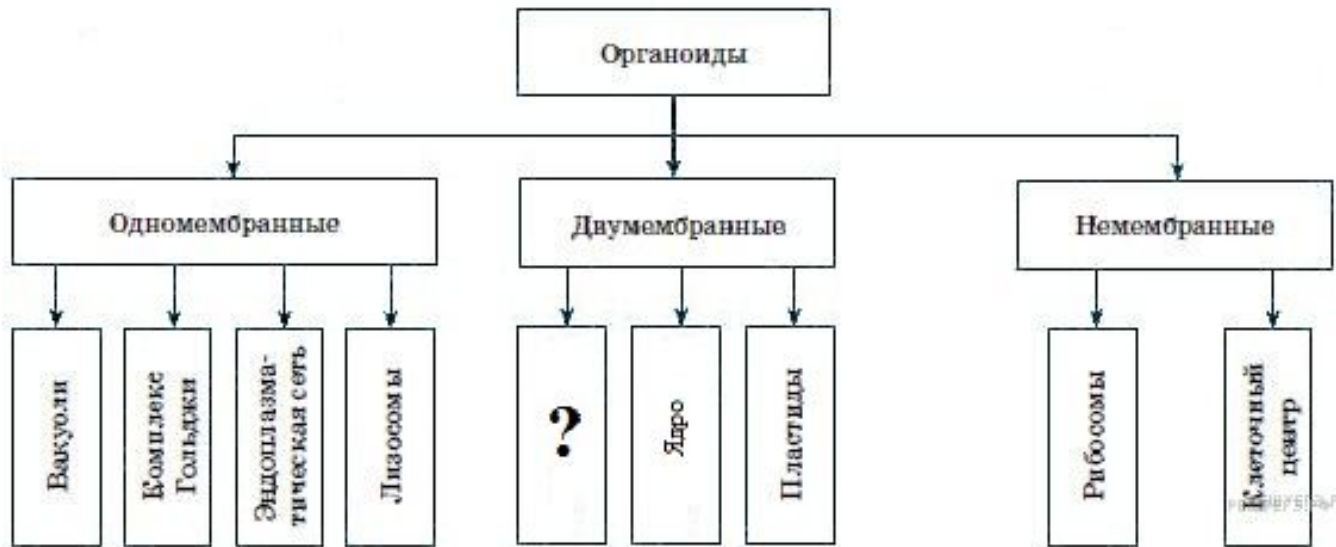 Органоиды
Одномембранные
Двумембранные
Немембранные
Вакуоли
Комплекс
Гольджи
Эндоплазма-
тическая сеть
Лизосомы
?
Ядро
Пластиды
Рибосомы
Клеточный
центр